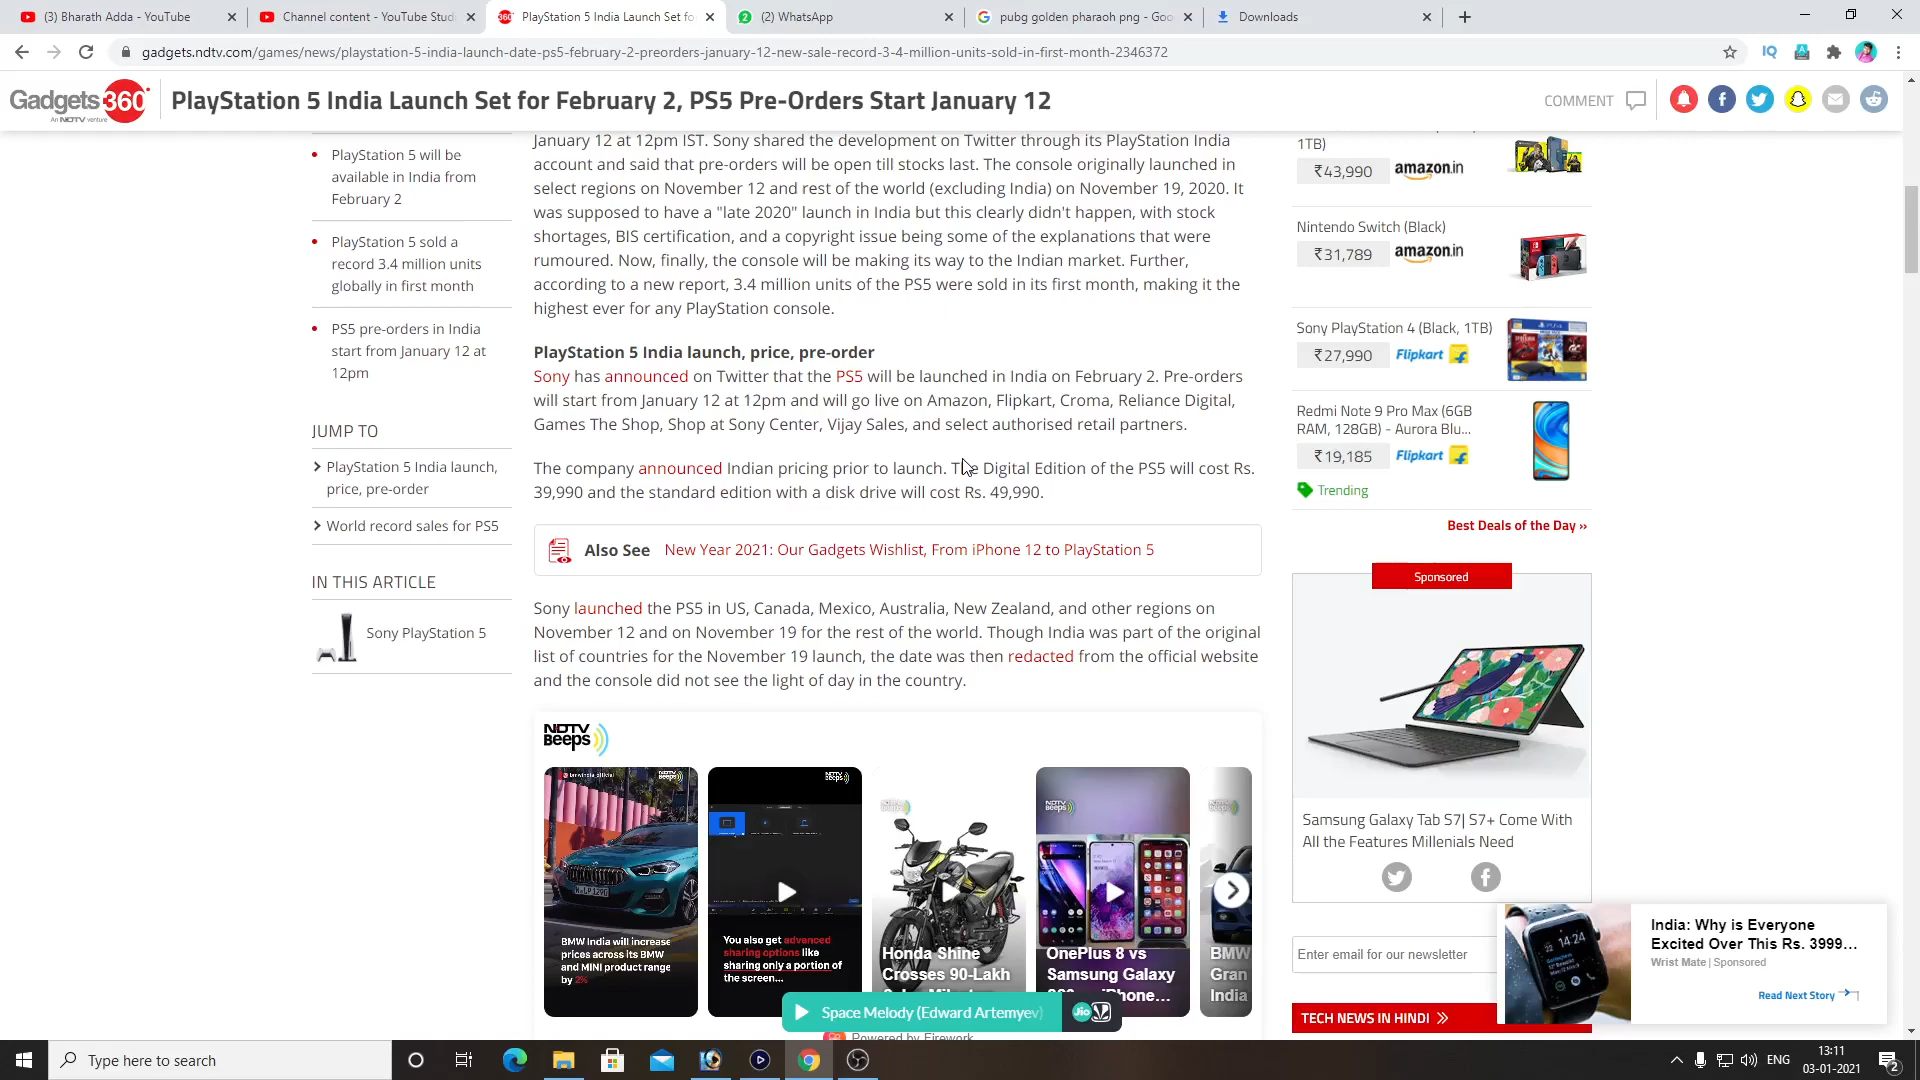 (3) Bharath Adda - YouTube
Channel content - YouTube Stud
PlayStation 5 India Launch Set fo
(2) WhatsApp
pubg golden pharaoh png - Goo
Downloads
gadgets.ndtv.com/games/news/playstation-5-india-launch-date-ps5-february-2-preorders-january-12-new-sale-record-3-4-million-units-sold-in-first-month-2346372
Gadgets 360
An NDTV venture
PlayStation 5 India Launch Set for February 2, PS5 Pre-Orders Start January 12
COMMENT
PlayStation 5 will be
available in India from
February 2
PlayStation 5 sold a
record 3.4 million units
globally in first month
PS5 pre-orders in India
start from January 12 at
12pm
JUMP TO
PlayStation 5 India launch,
price, pre-order
World record sales for PS5
IN THIS ARTICLE
Sony PlayStation 5
January 12 at 12pm IST. Sony shared the development on Twitter through its PlayStation India
account and said that pre-orders will be open till stocks last. The console originally launched in
select regions on November 12 and rest of the world (excluding India) on November 19, 2020. It
was supposed to have a "late 2020" launch in India but this clearly didn't happen, with stock
shortages, BIS certification, and a copyright issue being some of the explanations that were
rumoured. Now, finally, the console will be making its way to the Indian market. Further,
according to a new report, 3.4 million units of the PS5 were sold in its first month, making it the
highest ever for any PlayStation console.
PlayStation 5 India launch, price, pre-order
Sony has announced on Twitter that the PS5 will be launched in India on February 2. Pre-orders
will start from January 12 at 12pm and will go live on Amazon, Flipkart, Croma, Reliance Digital,
Games The Shop, Shop at Sony Center, Vijay Sales, and select authorised retail partners.
The company announced Indian pricing prior to launch. The Digital Edition of the PS5 will cost Rs.
39,990 and the standard edition with a disk drive will cost Rs. 49,990.
Also See New Year 2021: Our Gadgets Wishlist, From iPhone 12 to PlayStation 5
Sony launched the PS5 in US, Canada, Mexico, Australia, New Zealand, and other regions on
November 12 and on November 19 for the rest of the world. Though India was part of the original
list of countries for the November 19 launch, the date was then redacted from the official website
and the console did not see the light of day in the country.
NDTV
Beeps
BMW India will increase
prices across its BMW
and MINI product range
by 2%
You also get advanced
sharing options like
sharing only a portion of
the screen...
Honda Shine
Crosses 90-Lakh
OnePlus 8 vs
Samsung Galaxy
BMW
Gran
India
Space Melody (Edward Artemyev)
Jio
Powered by Firework
1TB)
₹43,990 amazon.in
Nintendo Switch (Black)
₹31,789 amazon.in
Sony PlayStation 4 (Black, 1TB)
₹27,990 Flipkart
Redmi Note 9 Pro Max (6GB
RAM, 128GB) - Aurora Blu...
₹19,185 Flipkart
Trending
Best Deals of the Day ››
Sponsored
Samsung Galaxy Tab S7| S7+ Come With
All the Features Millenials Need
Enter email for our newsletter
TECH NEWS IN HINDI
14:24
India: Why is Everyone
Excited Over This Rs. 3999...
Wrist Mate | Sponsored
Read Next Story
Type here to search
ENG
13:11
03-01-2021
2